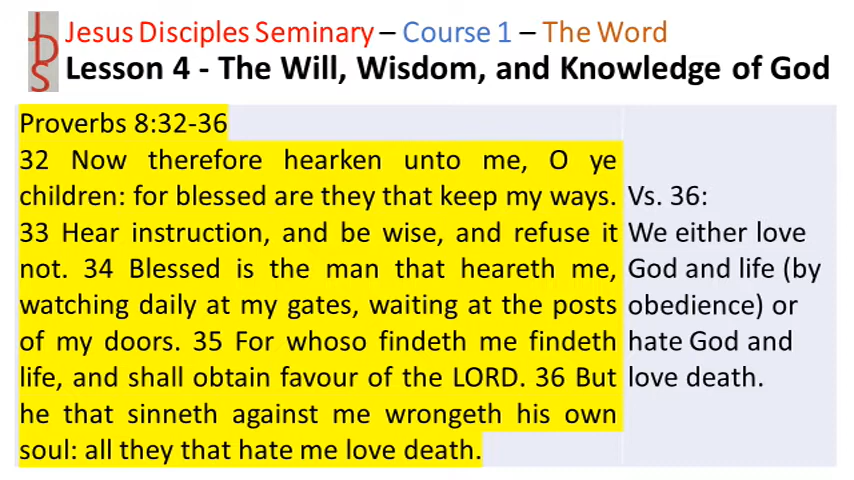 JDS
Jesus Disciples Seminary – Course 1 – The Word
Lesson 4 - The Will, Wisdom, and Knowledge of God
Proverbs 8:32-36
32 Now therefore hearken unto me, O ye
children: for blessed are they that keep my ways.
33 Hear instruction, and be wise, and refuse it
not. 34 Blessed is the man that heareth me,
watching daily at my gates, waiting at the posts
of my doors. 35 For whoso findeth me findeth
life, and shall obtain favour of the LORD. 36 But
he that sinneth against me wrongeth his own
soul: all they that hate me love death.
Vs. 36:
We either love
God and life (by
obedience) or
hate God and
love death.